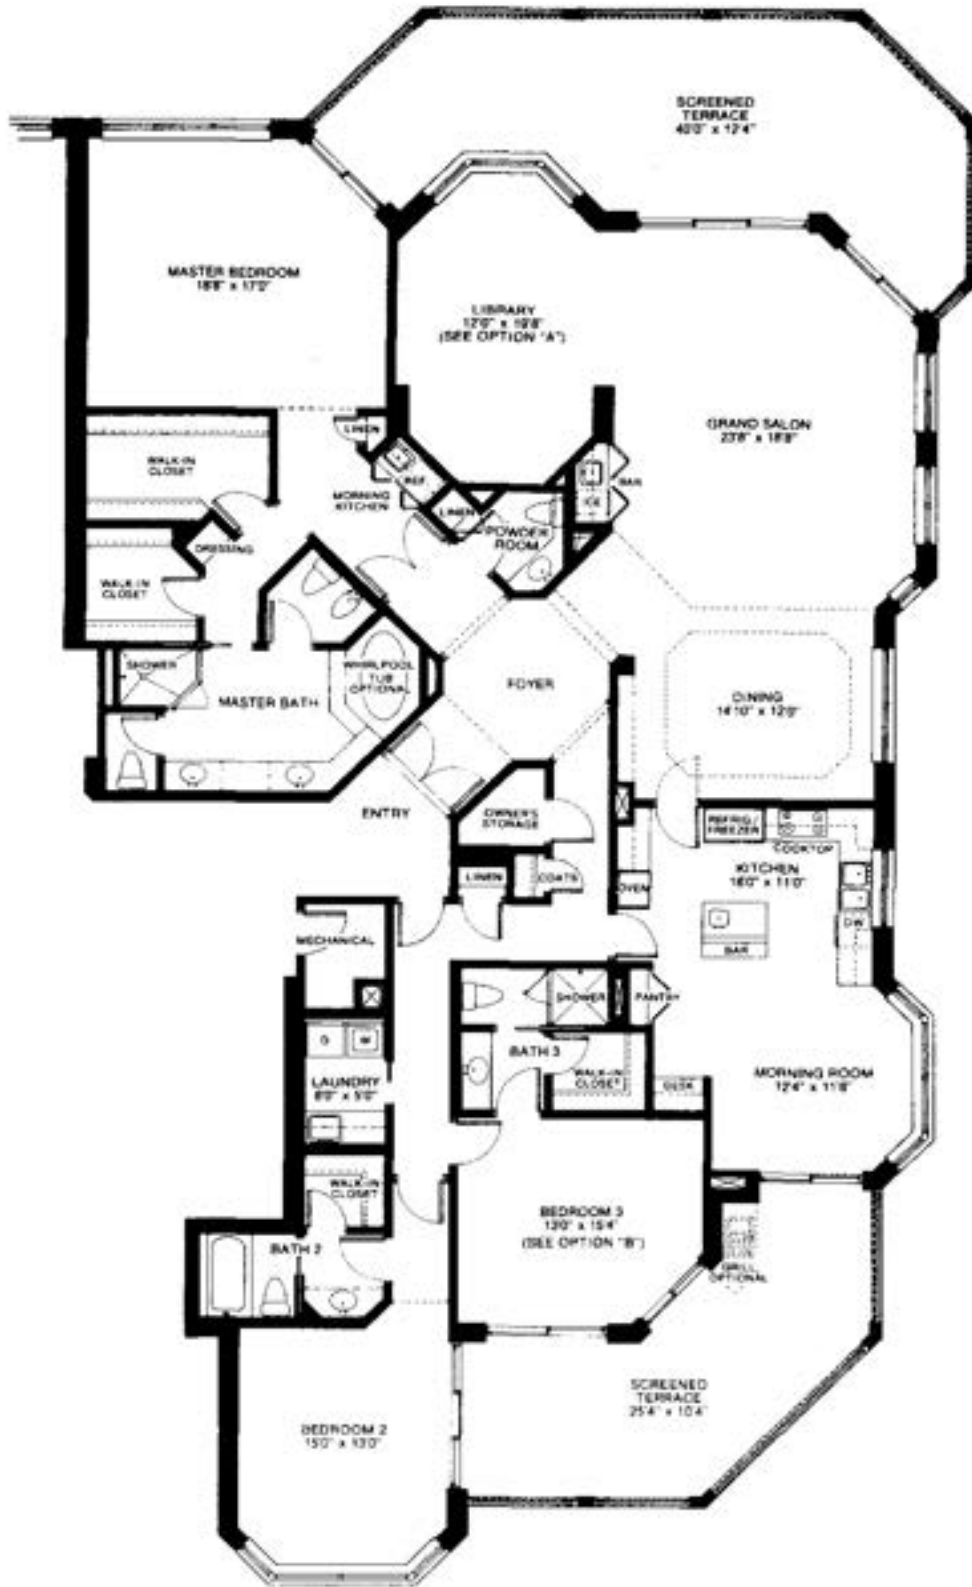 SCREENED
TERRACE
40'0" x 12'4"
MASTER BEDROOM
18'8" x 17'0"
LIBRARY
12'0" x 19'8"
(SEE OPTION "A")
GRAND SALON
23'8" x 18'8"
LINEN
WALK-IN
CLOSET
REF.
MORNING
KITCHEN
BAR
ICE
LINEN
POWDER
ROOM
DRESSING
WALK-IN
CLOSET
SHOWER
WHIRLPOOL
TUB
OPTIONAL
MASTER BATH
FOYER
DINING
14'10" x 12'0"
ENTRY
OWNER'S
STORAGE
REFRIG./
FREEZER
COOKTOP
KITCHEN
16'0" x 11'0"
LINEN
COATS
OVEN
DW
BAR
MECHANICAL
SHOWER
PANTRY
D
W
BATH 3
LAUNDRY
8'0" x 5'0"
WALK-IN
CLOSET
DESK
MORNING ROOM
12'4" x 11'8"
WALK-IN
CLOSET
BEDROOM 3
13'0" x 15'4"
(SEE OPTION "B")
BATH 2
GRILL
OPTIONAL
SCREENED
TERRACE
25'4" x 10'4"
BEDROOM 2
15'0" x 13'0"